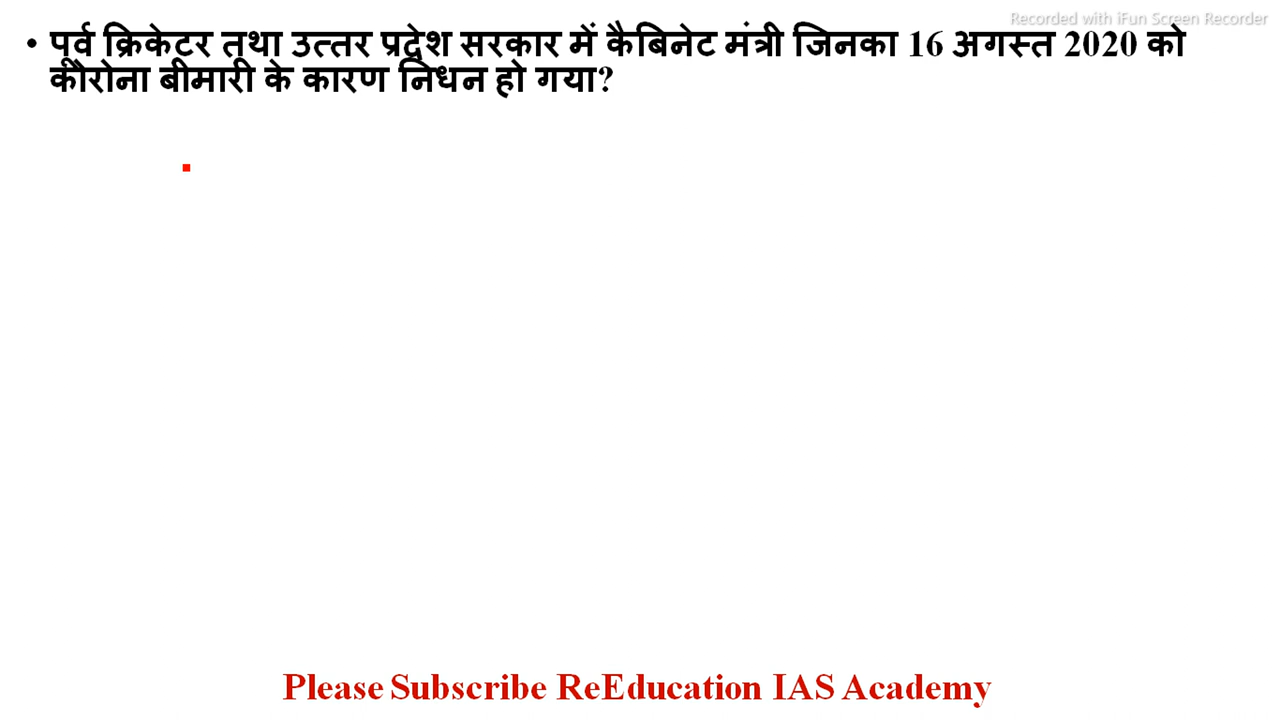 Recorded with iFun Screen Recorder
• पूर्व क्रिकेटर तथा उत्तर प्रदेश सरकार में कैबिनेट मंत्री जिनका 16 अगस्त 2020 को
कोरोना बीमारी के कारण निधन हो गया?
Please Subscribe ReEducation IAS Academy